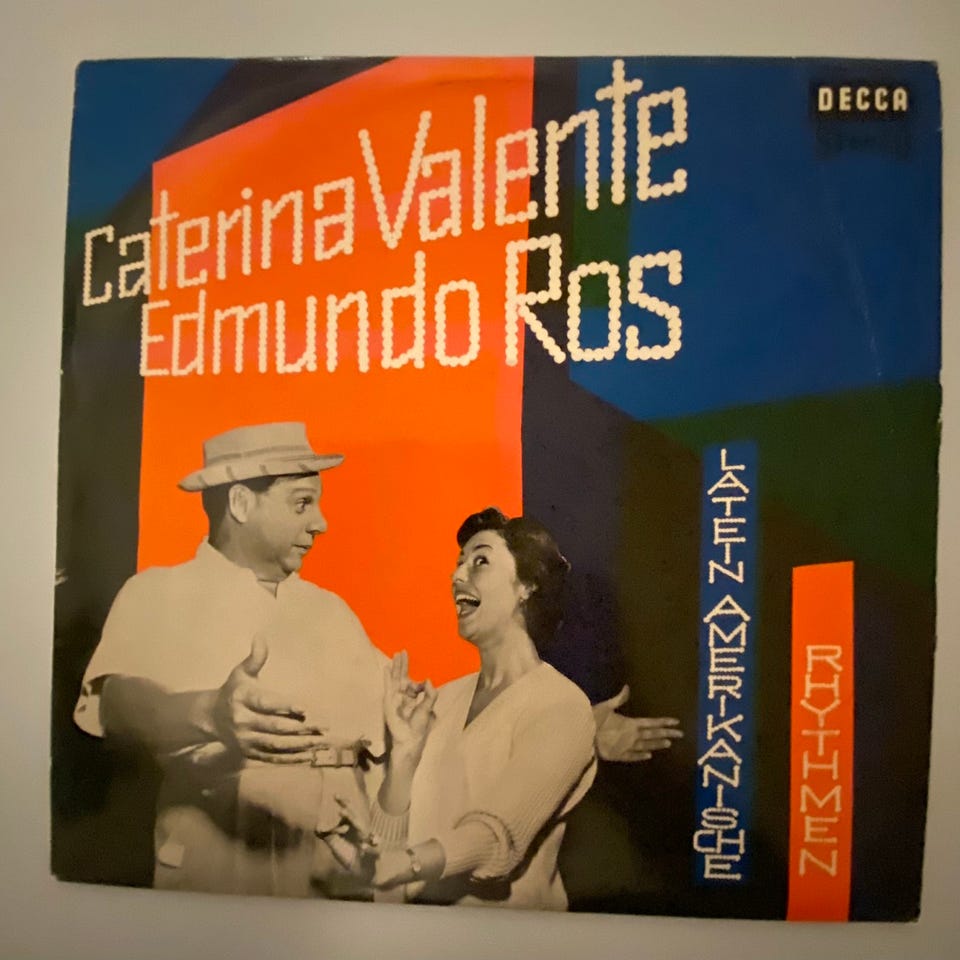 DECCA
Caterina Valente
Edmundo Ros
LATEIN AMERIKANISCHE
RHYTHMEN